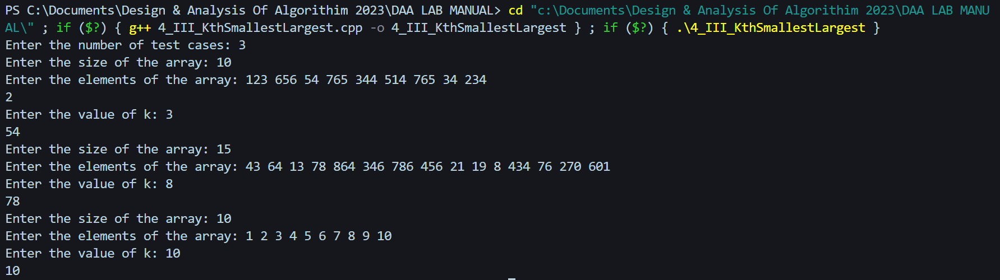 PS C:\Documents\Design & Analysis Of Algorithim 2023\DAA LAB MANUAL> cd "c:\Documents\Design & Analysis Of Algorithim 2023\DAA LAB MANU
AL\" ; if ($?) { g++ 4_III_KthSmallestLargest.cpp -o 4_III_KthSmallestLargest } ; if ($?) { .\4_III_KthSmallestLargest }
Enter the number of test cases: 3
Enter the size of the array: 10
Enter the elements of the array: 123 656 54 765 344 514 765 34 234
2
Enter the value of k: 3
54
Enter the size of the array: 15
Enter the elements of the array: 43 64 13 78 864 346 786 456 21 19 8 434 76 270 601
Enter the value of k: 8
78
Enter the size of the array: 10
Enter the elements of the array: 1 2 3 4 5 6 7 8 9 10
Enter the value of k: 10
10